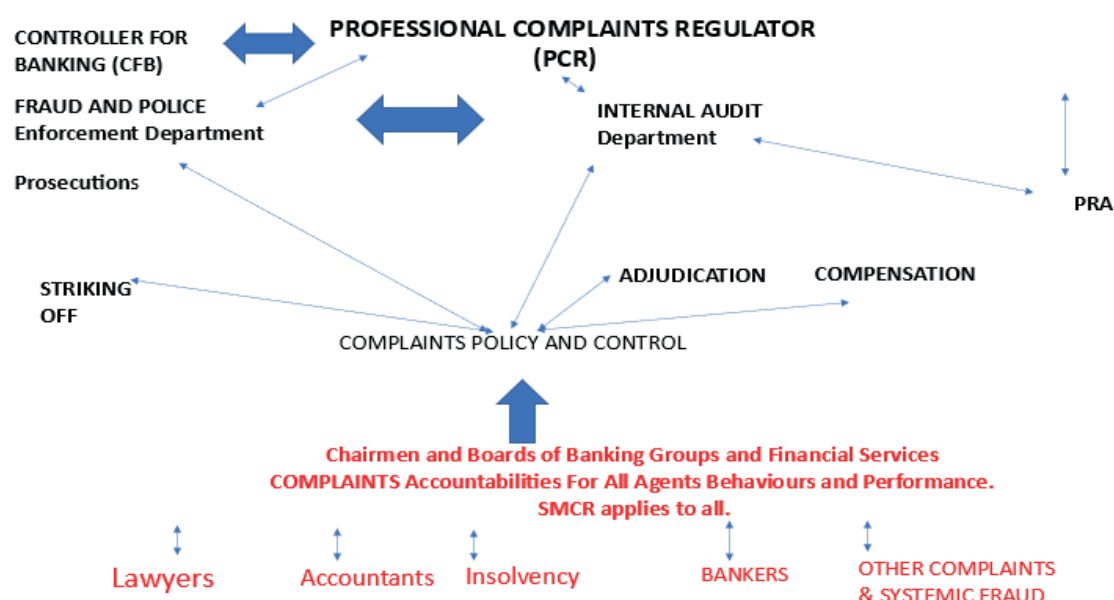 CONTROLLER FOR
BANKING (CFB)
PROFESSIONAL COMPLAINTS REGULATOR
(PCR)
FRAUD AND POLICE
Enforcement Department
INTERNAL AUDIT
Department
Prosecutions
PRA
STRIKING
OFF
ADJUDICATION
COMPENSATION
COMPLAINTS POLICY AND CONTROL
Chairmen and Boards of Banking Groups and Financial Services
COMPLAINTS Accountabilities For All Agents Behaviours and Performance.
SMCR applies to all.
Lawyers
Accountants
Insolvency
BANKERS
OTHER COMPLAINTS
& SYSTEMIC FRAUD